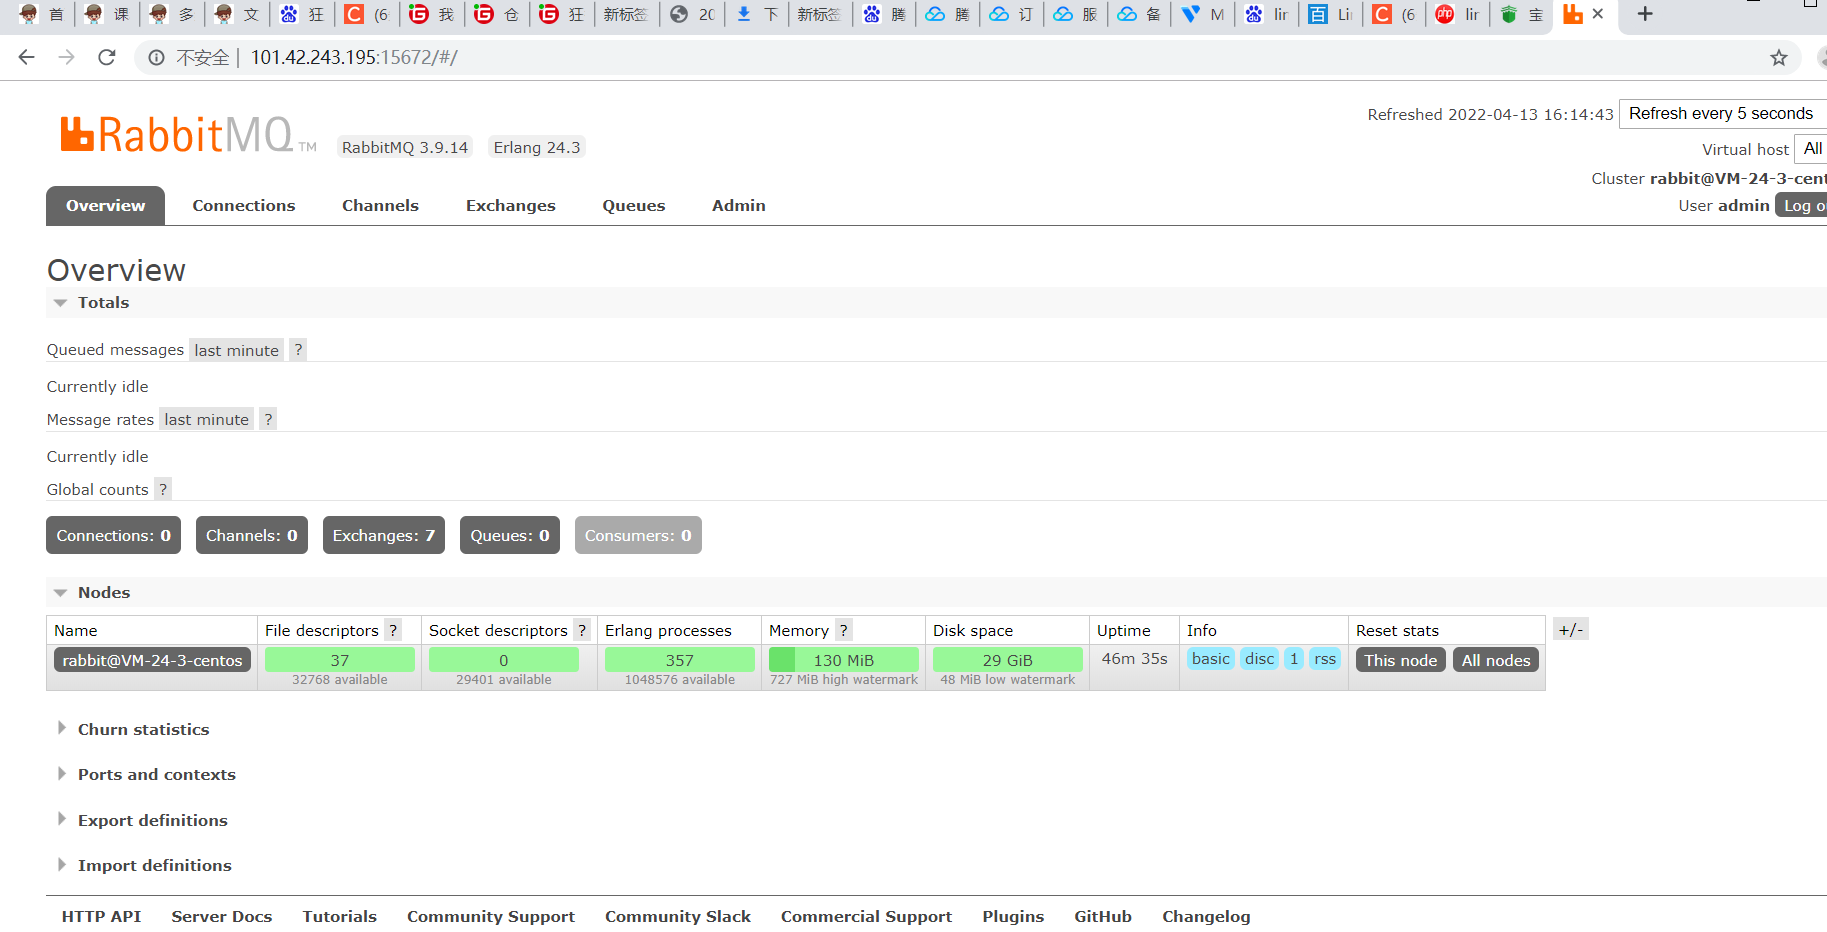 首 课 多 文 狂 (6 我 仓 狂 新标签 20 下 新标签 腾 腾 订 服 备 M lir Li (6 lir 宝
不安全 | 101.42.243.195:15672/#/
RabbitMQ TM RabbitMQ 3.9.14 Erlang 24.3
Refreshed 2022-04-13 16:14:43 Refresh every 5 seconds
Virtual host All
Cluster rabbit@VM-24-3-cent
User admin Log o
Overview Connections Channels Exchanges Queues Admin
Overview
Totals
Queued messages last minute ?
Currently idle
Message rates last minute ?
Currently idle
Global counts ?
Connections: 0 Channels: 0 Exchanges: 7 Queues: 0 Consumers: 0
Nodes
Name File descriptors ? Socket descriptors ? Erlang processes Memory ? Disk space Uptime Info Reset stats +/-
rabbit@VM-24-3-centos 37 0 357 130 MiB 29 GiB 46m 35s basic disc 1 rss This node All nodes
32768 available 29401 available 1048576 available 727 MiB high watermark 48 MiB low watermark
Churn statistics
Ports and contexts
Export definitions
Import definitions
HTTP API Server Docs Tutorials Community Support Community Slack Commercial Support Plugins GitHub Changelog